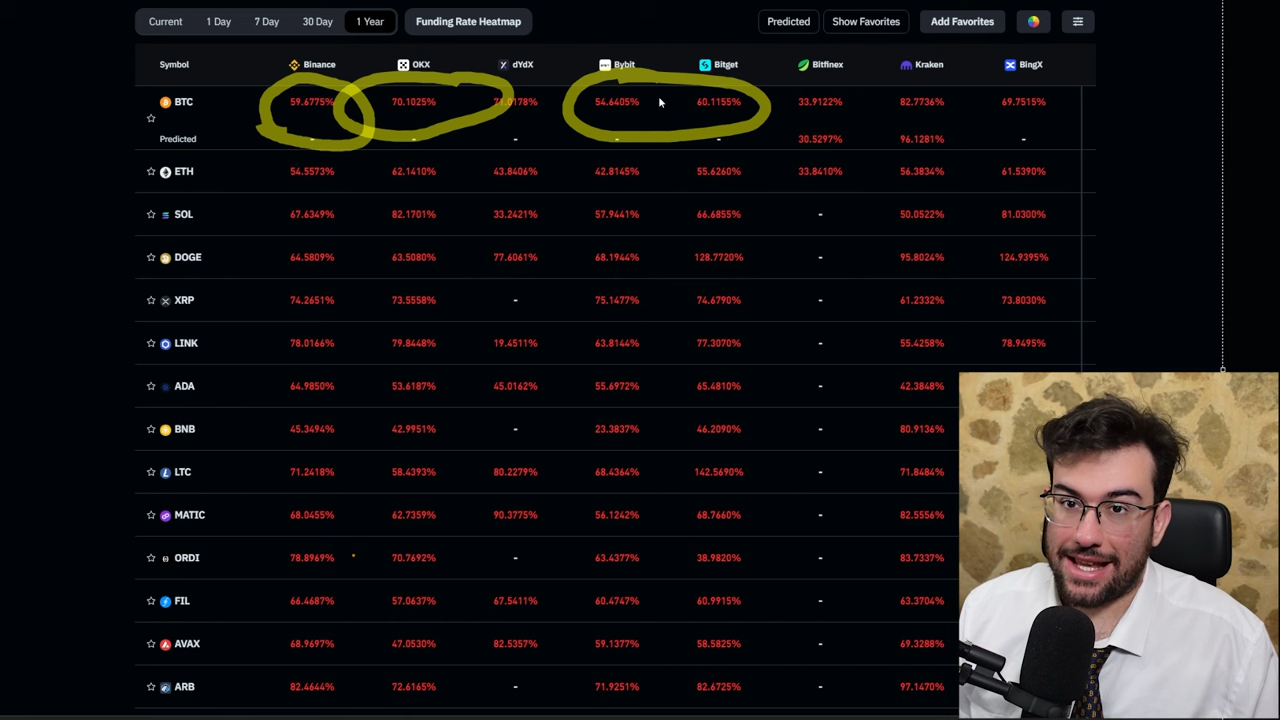 Current 1 Day 7 Day 30 Day 1 Year Funding Rate Heatmap Predicted Show Favorites Add Favorites
Symbol Binance OKX dYdX Bybit Bitget Bitfinex Kraken BingX
BTC 59.6775% 70.1025% 71.0178% 54.6405% 60.1155% 33.9122% 82.7736% 69.7515%
Predicted - - - - - 30.5297% 96.1281% -
ETH 54.5573% 62.1410% 43.8406% 42.8145% 55.6260% 33.8410% 56.3834% 61.5390%
SOL 67.6349% 82.1701% 33.2421% 57.9441% 66.6855% - 50.0522% 81.0300%
DOGE 64.5809% 63.5080% 77.6061% 68.1944% 128.7720% - 95.8024% 124.9395%
XRP 74.2651% 73.5558% - 75.1477% 74.6790% - 61.2332% 73.8030%
LINK 78.0166% 79.8448% 19.4511% 63.8144% 77.3070% - 55.4258% 78.9495%
ADA 64.9850% 53.6187% 45.0162% 55.6972% 65.4810% - 42.3848%
BNB 45.3494% 42.9951% - 23.3837% 46.2090% - 80.9136%
LTC 71.2418% 58.4393% 80.2279% 68.4364% 142.5690% - 71.8484%
MATIC 68.0455% 62.7359% 90.3775% 56.1242% 68.7660% - 82.5556%
ORDI 78.8969% 70.7692% - 63.4377% 38.9820% - 83.7337%
FIL 66.4687% 57.0637% 67.5411% 60.4747% 60.9915% - 63.3704%
AVAX 68.9697% 47.0530% 82.5357% 59.1377% 58.5825% - 69.3288%
ARB 82.4644% 72.6165% - 71.9251% 82.6725% - 97.1470%